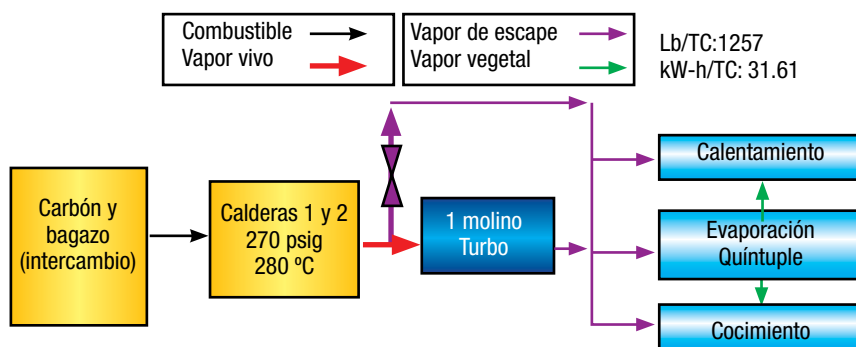 Combustible
Vapor vivo
Vapor de escape
Vapor vegetal
Lb/TC:1257
kW-h/TC: 31.61
Carbón y
bagazo
(intercambio)
Calderas 1 y 2
270 psig
280 ºC
1 molino
Turbo
Calentamiento
Evaporación
Quíntuple
Cocimiento